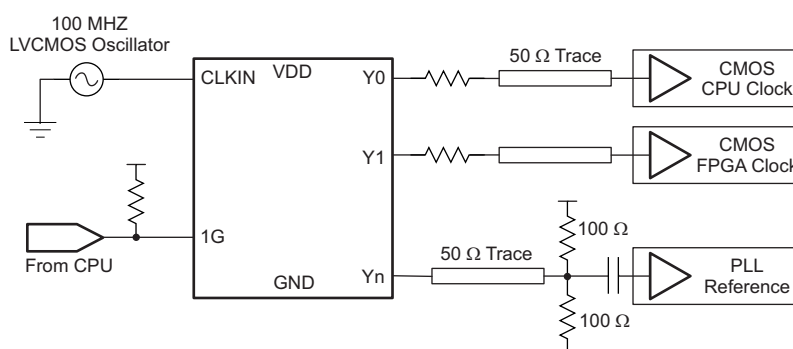 100 MHZ
LVCMOS Oscillator
CLKIN
VDD
Y0
50 Ω Trace
CMOS
CPU Clock
Y1
CMOS
FPGA Clock
From CPU
1G
GND
Yn
50 Ω Trace
100 Ω
100 Ω
PLL
Reference